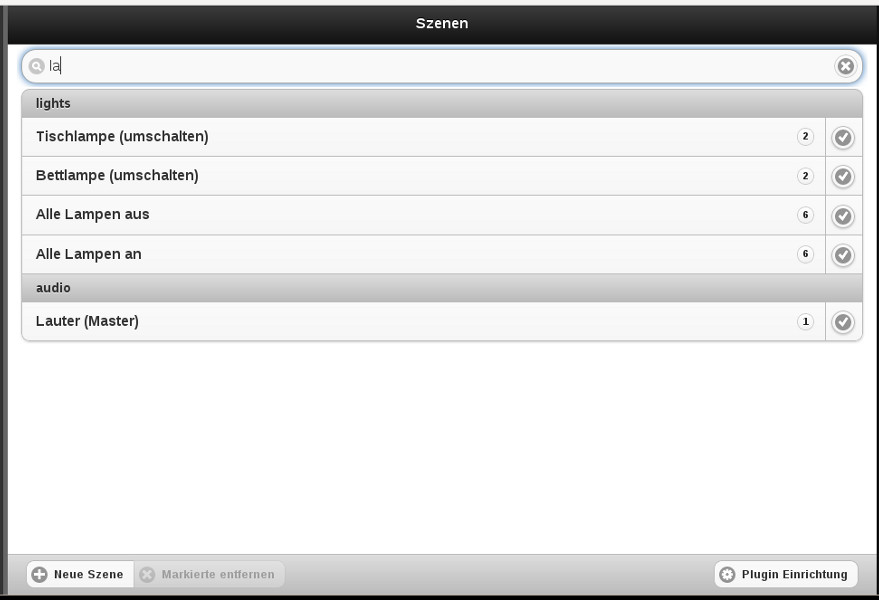 Szenen
la
lights
Tischlampe (umschalten) 2
Bettlampe (umschalten) 2
Alle Lampen aus 6
Alle Lampen an 6
audio
Lauter (Master) 1
Neue Szene Markierte entfernen Plugin Einrichtung